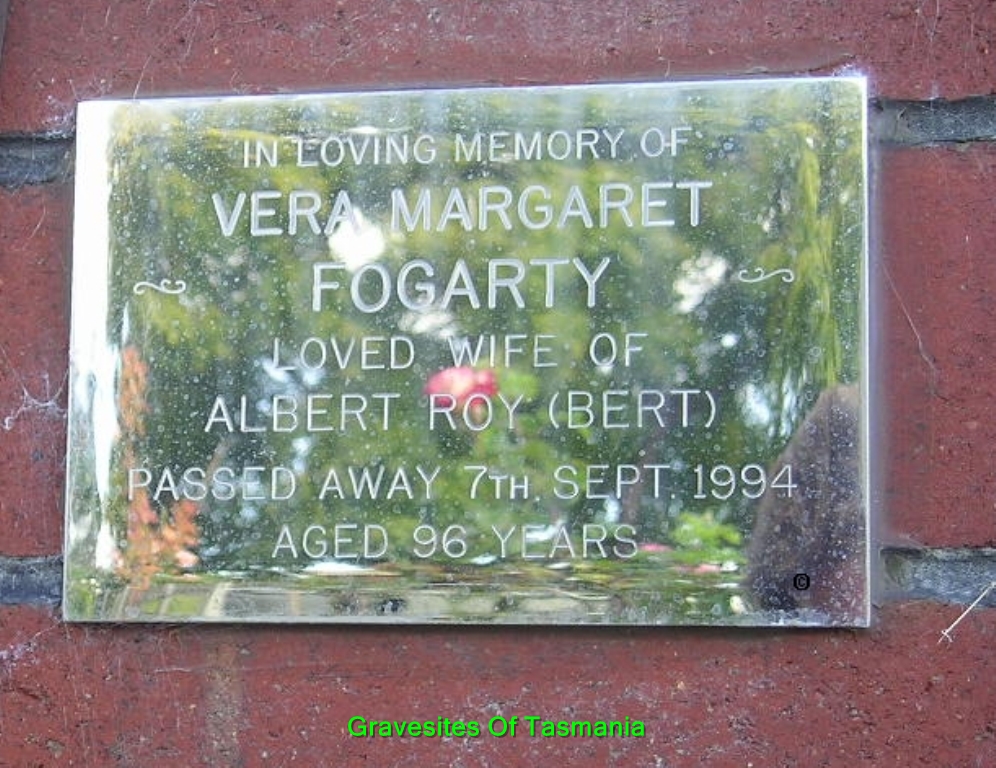 IN LOVING MEMORY OF
VERA MARGARET
FOGARTY
LOVED WIFE OF
ALBERT ROY (BERT)
PASSED AWAY 7TH. SEPT. 1994
AGED 96 YEARS
©
Gravesites Of Tasmania